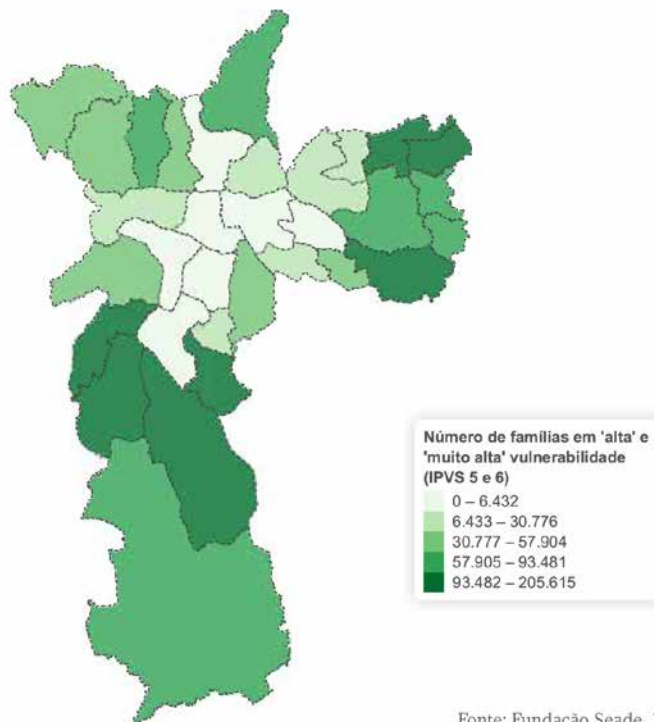 Número de famílias em 'alta' e
'muito alta' vulnerabilidade
(IPVS 5 e 6)
0 – 6.432
6.433 – 30.776
30.777 – 57.904
57.905 – 93.481
93.482 – 205.615
Fonte: Fundação Seade,